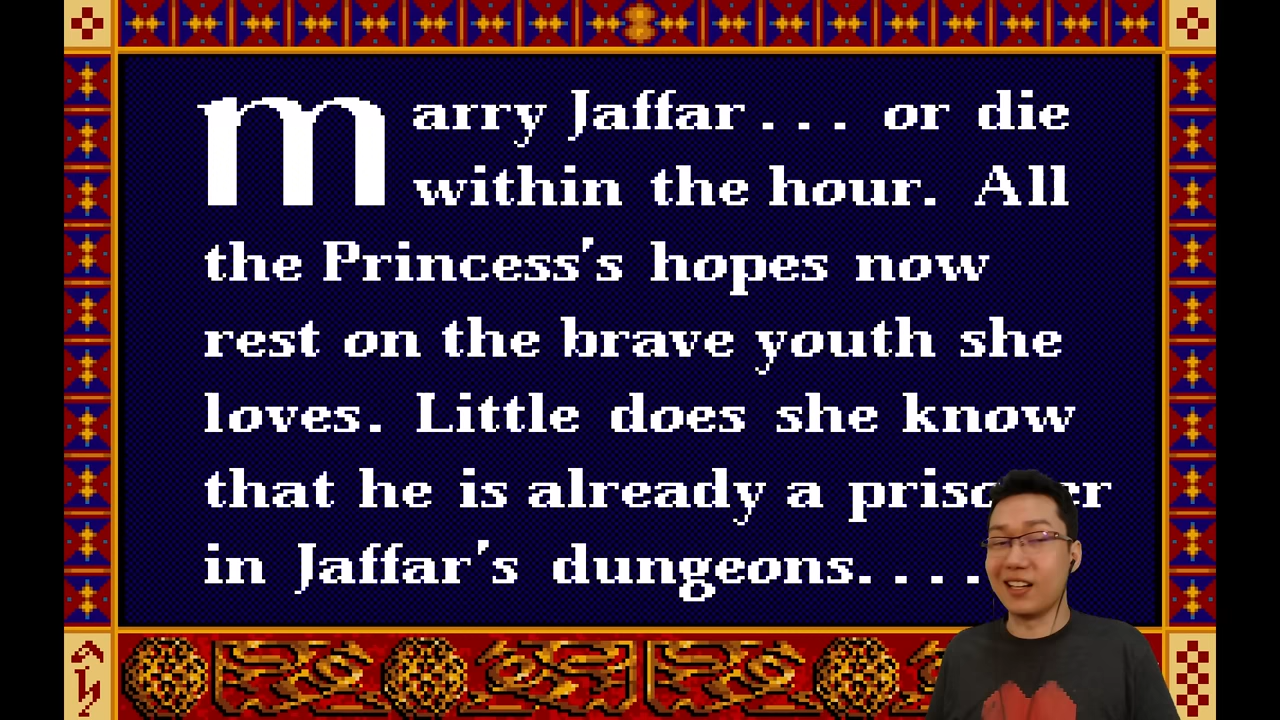 Marry Jaffar... or die
within the hour. All
the Princess's hopes now
rest on the brave youth she
loves. Little does she know
that he is already a prisoner
in Jaffar's dungeons....